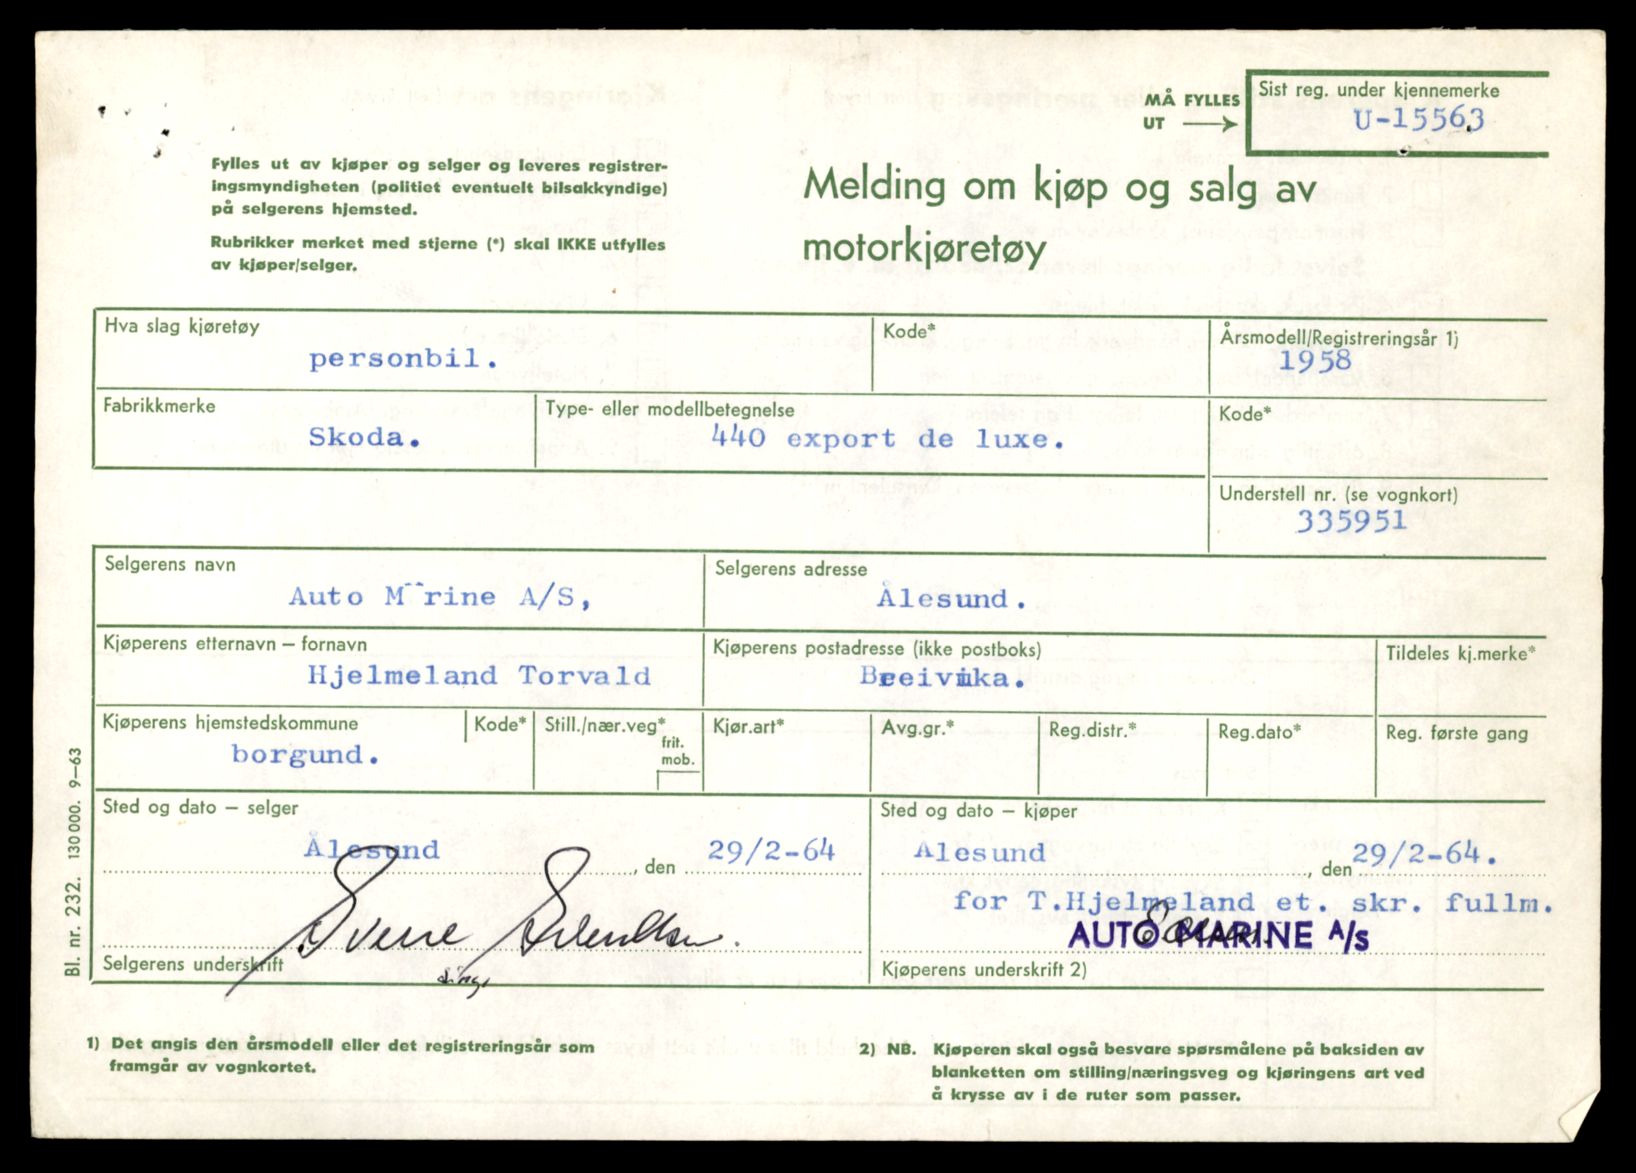 MÅ FYLLES
UT
Sist reg. under kjennemerke
U-15563
Fylles ut av kjøper og selger og leveres registrer-
ingsmyndigheten (politiet eventuelt bilsakkyndige)
på selgerens hjemsted.
Rubrikker merket med stjerne (*) skal IKKE utfylles
av kjøper/selger.
Melding om kjøp og salg av
motorkjøretøy
Hva slag kjøretøy
personbil.
Kode*
Årsmodell/Registreringsår 1)
1958
Fabrikkmerke
Skoda.
Type- eller modellbetegnelse
440 export de luxe.
Kode*
Understell nr. (se vognkort)
335951
Selgerens navn
Auto Marine A/S,
Selgerens adresse
Ålesund.
Kjøperens etternavn – fornavn
Hjelmeland Torvald
Kjøperens postadresse (ikke postboks)
Breivika.
Tildeles kj.merke*
Kjøperens hjemstedskommune
borgund.
Kode*
Still./nær.veg*
frit.
mob.
Kjør.art*
Avg.gr.*
Reg.distr.*
Reg.dato*
Reg. første gang
Sted og dato – selger
Ålesund , den 29/2-64
Selgerens underskrift
Sted og dato – kjøper
Alesund , den 29/2-64.
for T.Hjelmeland et. skr. fullm.
AUTO MARINE A/S
Kjøperens underskrift 2)
Bl. nr. 232. 130 000. 9–63
1) Det angis den årsmodell eller det registreringsår som
framgår av vognkortet.
2) NB. Kjøperen skal også besvare spørsmålene på baksiden av
blanketten om stilling/næringsveg og kjøringens art ved
å krysse av i de ruter som passer.